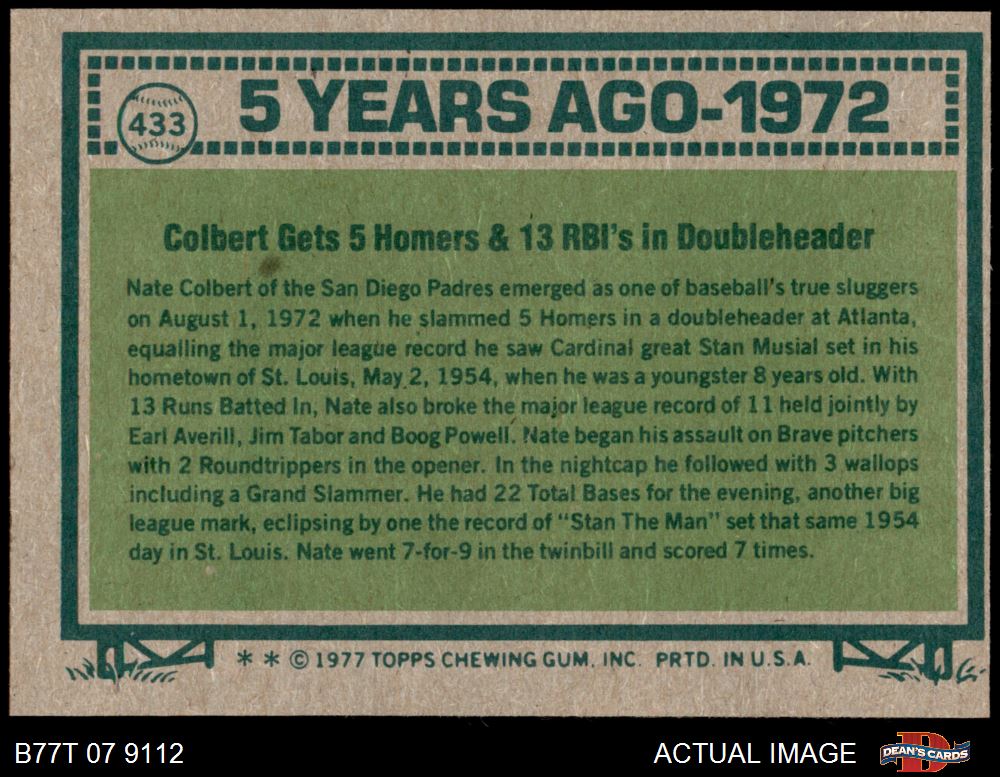 433
5 YEARS AGO-1972
Colbert Gets 5 Homers & 13 RBI's in Doubleheader
Nate Colbert of the San Diego Padres emerged as one of baseball's true sluggers
on August 1, 1972 when he slammed 5 Homers in a doubleheader at Atlanta,
equalling the major league record he saw Cardinal great Stan Musial set in his
hometown of St. Louis, May 2, 1954, when he was a youngster 8 years old. With
13 Runs Batted In, Nate also broke the major league record of 11 held jointly by
Earl Averill, Jim Tabor and Boog Powell. Nate began his assault on Brave pitchers
with 2 Roundtrippers in the opener. In the nightcap he followed with 3 wallops
including a Grand Slammer. He had 22 Total Bases for the evening, another big
league mark, eclipsing by one the record of "Stan The Man" set that same 1954
day in St. Louis. Nate went 7-for-9 in the twinbill and scored 7 times.
* * © 1977 TOPPS CHEWING GUM, INC. PRTD. IN U.S.A.
B77T 07 9112
ACTUAL IMAGE
D
DEAN'S CARDS